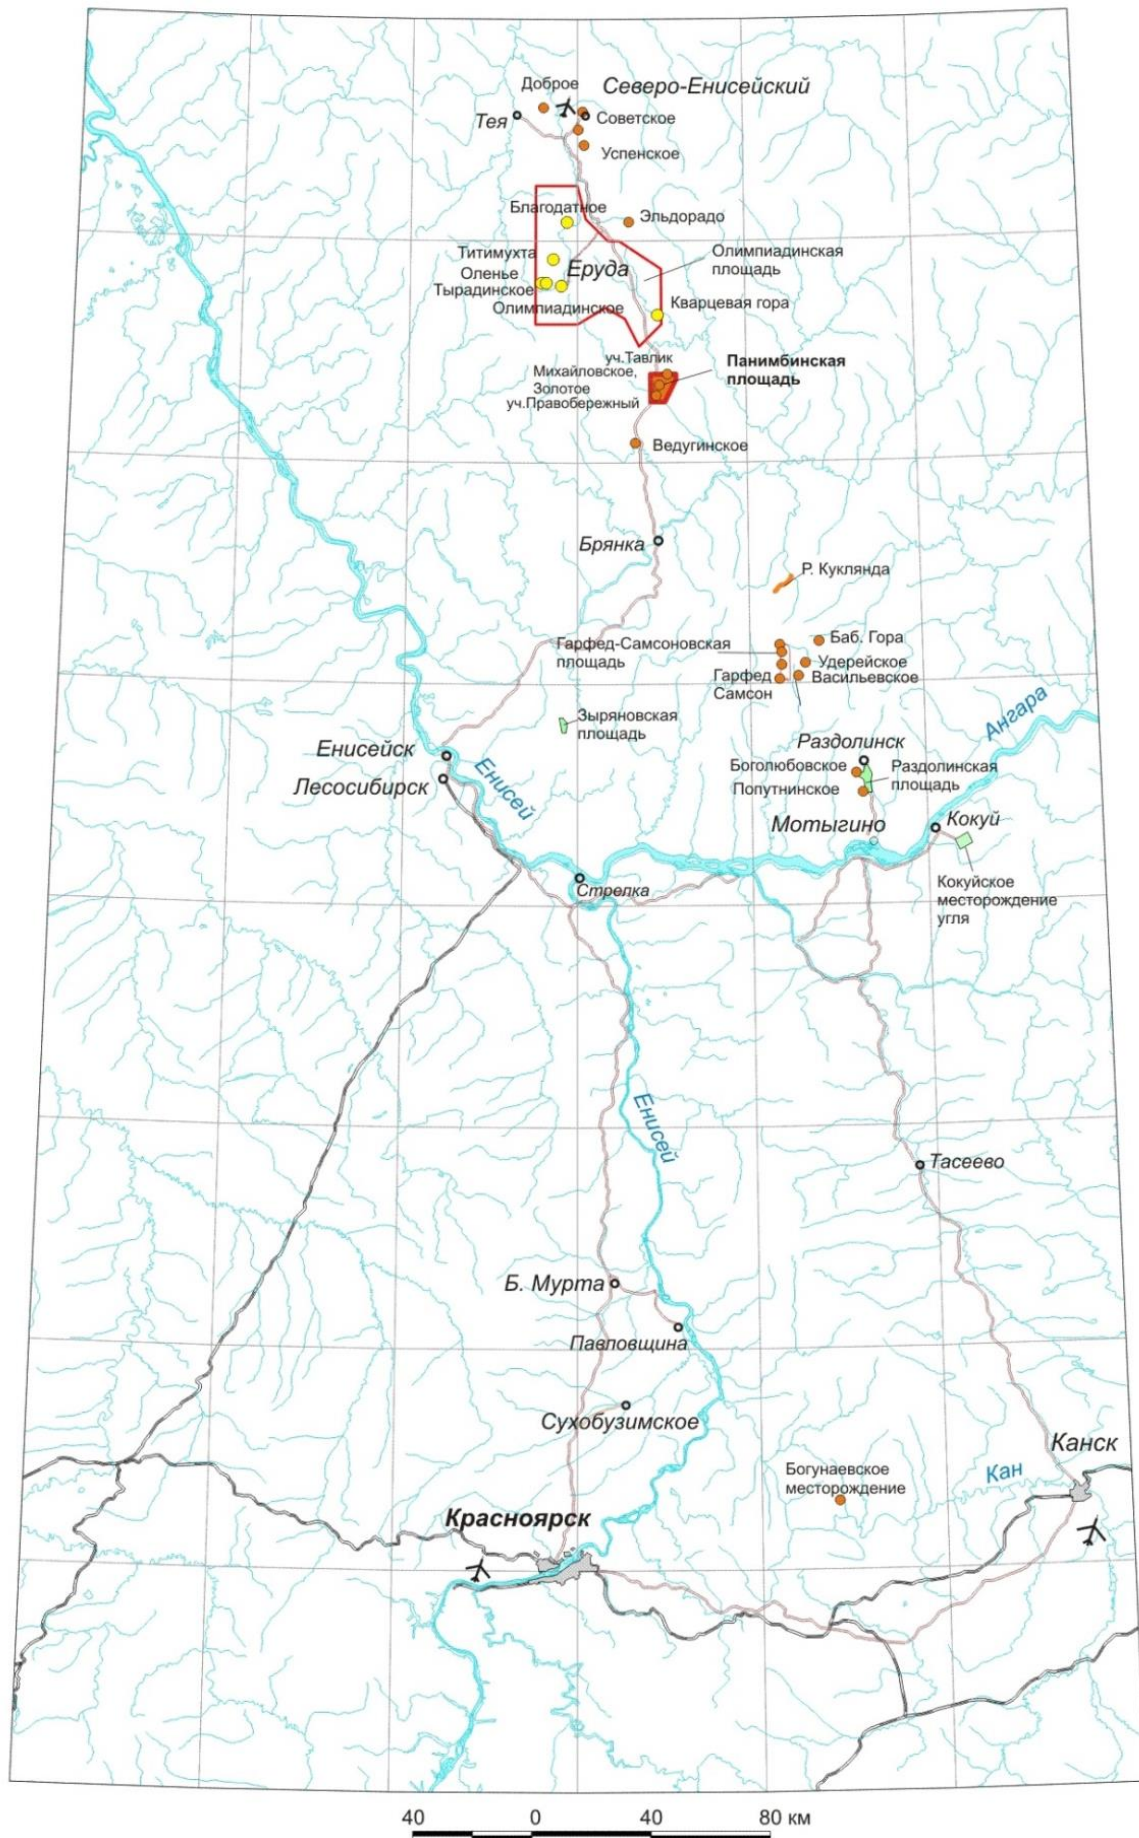 Доброе
Северо-Енисейский
Тея
Советское
Успенское
Благодатное
Эльдорадо
Титимухта
Еруда
Олимпиадинская
площадь
Оленье
Тырадинское
Олимпиадинское
Кварцевая гора
уч.Тавлик
Михайловское,
Золотое
уч.Правобережный
Панимбинская
площадь
Ведугинское
Брянка
Р. Куклянда
Гарфед-Самсоновская
площадь
Баб. Гора
Удерейское
Васильевское
Гарфед
Самсон
Зыряновская
площадь
Ангара
Енисейск
Лесосибирск
Енисей
Раздолинск
Боголюбовское
Попутнинское
Раздолинская
площадь
Мотыгино
Кокуй
Стрелка
Кокуйское
месторождение
угля
Енисей
Тасеево
Б. Мурта
Павловщина
Сухобузимское
Канск
Кан
Богунаевское
месторождение
Красноярск
40 0 40 80 км